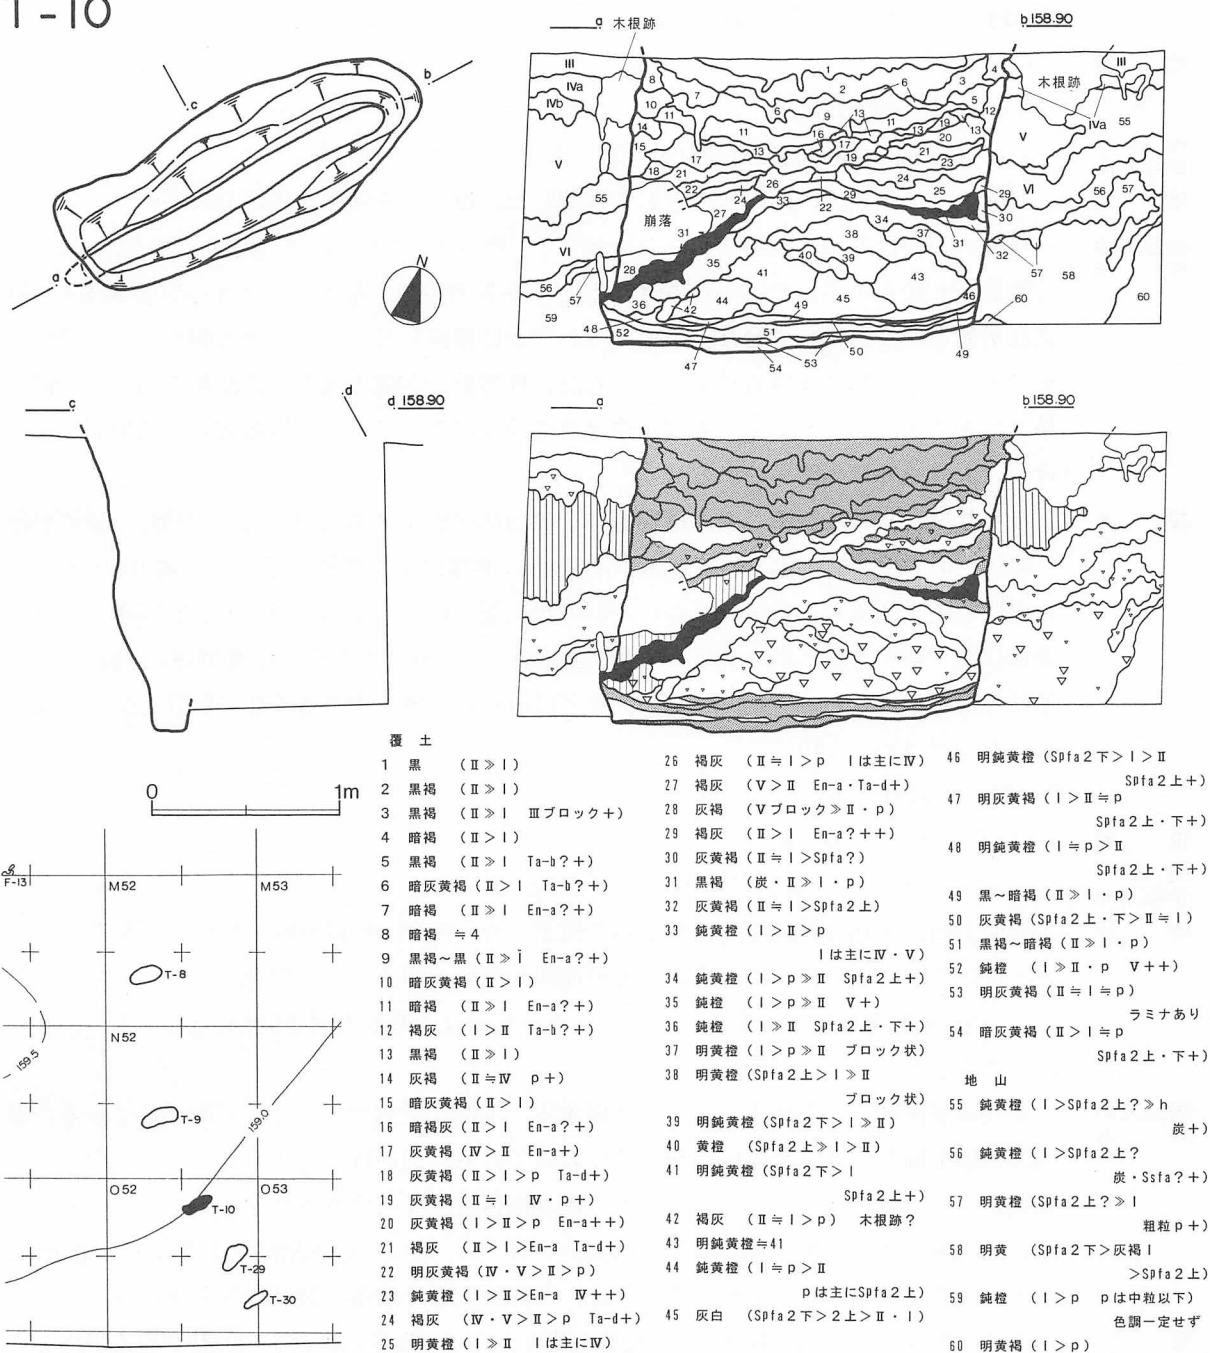 T-10
a 木根跡
b 158.90
c
b
a
N
III
IVa
IVb
V
VI
木根跡
崩落
c
d
d 158.90
a
b 158.90
0 1m
F-13
M52
M53
T-8
N52
159.5
T-9
159.0
O52
O53
T-10
T-29
T-30
覆 土
1 黒 (Ⅱ≫Ⅰ)
2 黒褐 (Ⅱ≫Ⅰ)
3 黒褐 (Ⅱ≫Ⅰ Ⅲブロック+)
4 暗褐 (Ⅱ>Ⅰ)
5 黒褐 (Ⅱ≫Ⅰ Ta-b?+)
6 暗灰黄褐 (Ⅱ>Ⅰ Ta-b?+)
7 暗褐 (Ⅱ≫Ⅰ En-a?+)
8 暗褐 ≒4
9 黒褐~黒 (Ⅱ≫Ⅰ En-a?+)
10 暗灰黄褐 (Ⅱ>Ⅰ)
11 暗褐 (Ⅱ≫Ⅰ En-a?+)
12 褐灰 (Ⅰ>Ⅱ Ta-b?+)
13 黒褐 (Ⅱ≫Ⅰ)
14 灰褐 (Ⅱ≒Ⅳ p+)
15 暗灰黄褐 (Ⅱ>Ⅰ)
16 暗褐灰 (Ⅱ>Ⅰ En-a?+)
17 灰黄褐 (Ⅳ>Ⅱ En-a+)
18 灰黄褐 (Ⅱ>Ⅰ>p Ta-d+)
19 灰黄褐 (Ⅱ≒Ⅰ Ⅳ・p+)
20 灰黄褐 (Ⅰ>Ⅱ>p En-a++)
21 褐灰 (Ⅱ>Ⅰ>En-a Ta-d+)
22 明灰黄褐 (Ⅳ・Ⅴ>Ⅱ>p)
23 鈍黄橙 (Ⅰ>Ⅱ>En-a Ⅳ++)
24 褐灰 (Ⅳ・Ⅴ>Ⅱ>p Ta-d+)
25 明黄橙 (Ⅰ≫Ⅱ Ⅰは主にⅣ)
26 褐灰 (Ⅱ≒Ⅰ>p Ⅰは主にⅣ)
27 褐灰 (Ⅴ>Ⅱ En-a・Ta-d+)
28 灰褐 (Ⅴブロック≫Ⅱ・p)
29 褐灰 (Ⅱ>Ⅰ En-a?++)
30 灰黄褐 (Ⅱ≒Ⅰ>Spfa?)
31 黒褐 (炭・Ⅱ≫Ⅰ・p)
32 灰黄褐 (Ⅱ≒Ⅰ>Spfa2上)
33 鈍黄橙 (Ⅰ>Ⅱ>p
Ⅰは主にⅣ・Ⅴ)
34 鈍黄橙 (Ⅰ>p≫Ⅱ Spfa2上+)
35 鈍橙 (Ⅰ>p≫Ⅱ Ⅴ+)
36 鈍橙 (Ⅰ≫Ⅱ Spfa2上・下+)
37 明黄橙 (Ⅰ>p≫Ⅱ ブロック状)
38 明黄橙 (Spfa2上>Ⅰ≫Ⅱ
ブロック状)
39 明鈍黄橙 (Spfa2下>Ⅰ≫Ⅱ)
40 黄橙 (Spfa2上≫Ⅰ>Ⅱ)
41 明鈍黄橙 (Spfa2下>Ⅰ
Spfa2上+)
42 褐灰 (Ⅱ≒Ⅰ>p) 木根跡?
43 明鈍黄橙≒41
44 鈍黄橙 (Ⅰ≒p>Ⅱ
pは主にSpfa2上)
45 灰白 (Spfa2下>2上>Ⅱ・Ⅰ)
46 明鈍黄橙 (Spfa2下>Ⅰ>Ⅱ
Spfa2上+)
47 明灰黄褐 (Ⅰ>Ⅱ≒p
Spfa2上・下+)
48 明鈍黄橙 (Ⅰ≒p>Ⅱ
Spfa2上・下+)
49 黒~暗褐 (Ⅱ≫Ⅰ・p)
50 灰黄褐 (Spfa2上・下>Ⅱ≒Ⅰ)
51 黒褐~暗褐 (Ⅱ≫Ⅰ・p)
52 鈍橙 (Ⅰ≫Ⅱ・p Ⅴ++)
53 明灰黄褐 (Ⅱ≒Ⅰ≒p)
ラミナあり
54 暗灰黄褐 (Ⅱ>Ⅰ≒p
Spfa2上・下+)
地 山
55 鈍黄橙 (Ⅰ>Spfa2上?≫h
炭+)
56 鈍黄橙 (Ⅰ>Spfa2上?
炭・Ssfa?+)
57 明黄橙 (Spfa2上?≫Ⅰ
粗粒p+)
58 明黄 (Spfa2下>灰褐Ⅰ
>Spfa2上)
59 鈍橙 (Ⅰ>p pは中粒以下)
色調一定せず
60 明黄褐 (Ⅰ>p)